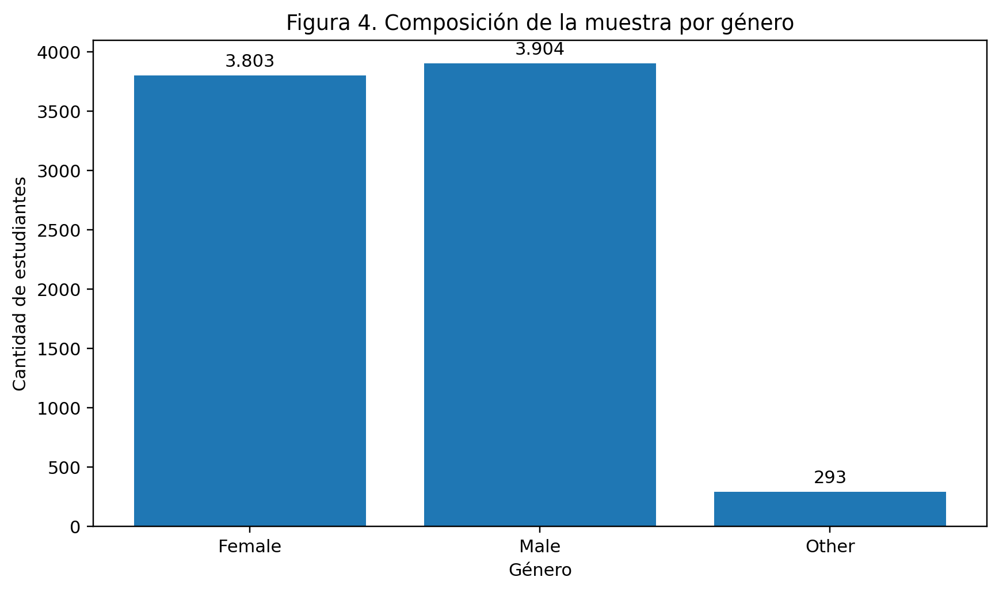 Figura 4. Composición de la muestra por género
Cantidad de estudiantes
4000
3500
3000
2500
2000
1500
1000
500
0
3.803
3.904
293
Female
Male
Other
Género